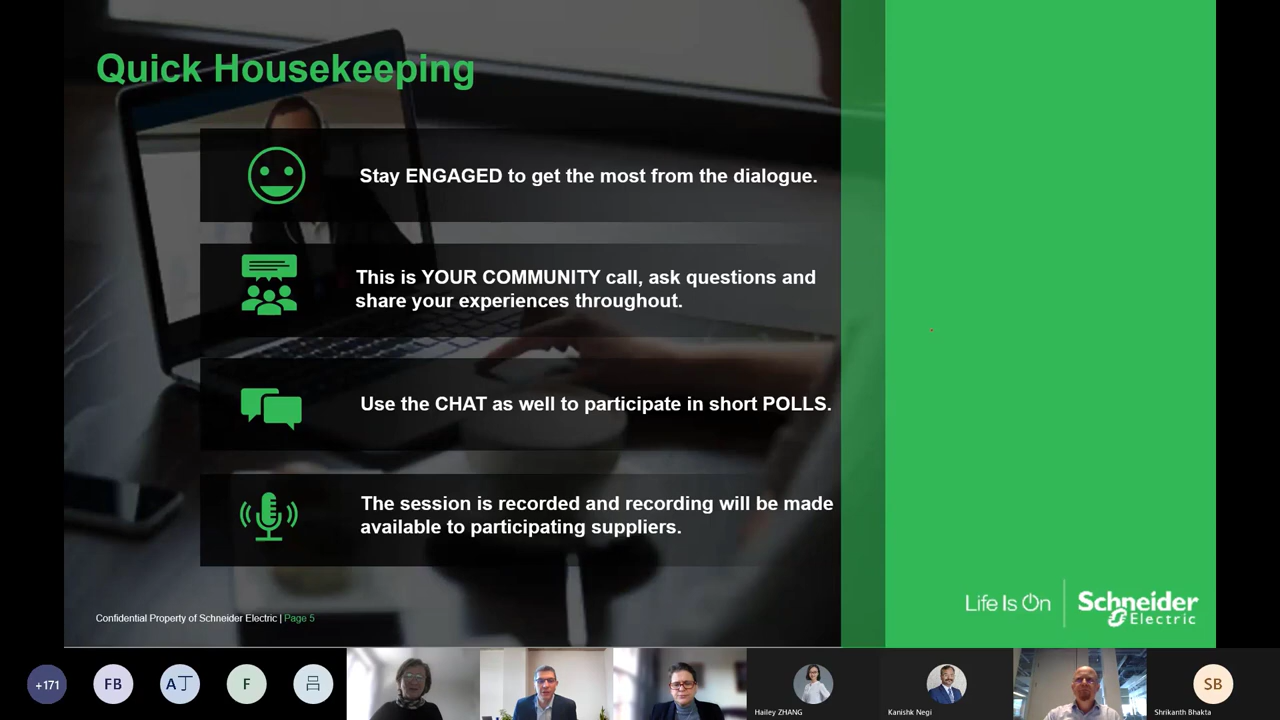 Quick Housekeeping
Stay ENGAGED to get the most from the dialogue.
This is YOUR COMMUNITY call, ask questions and
share your experiences throughout.
Use the CHAT as well to participate in short POLLS.
The session is recorded and recording will be made
available to participating suppliers.
Confidential Property of Schneider Electric | Page 5
Life Is On
Schneider
Electric
+171
FB
A丁
F
吕
Hailey ZHANG
Kanishk Negi
SB
Shrikanth Bhakta